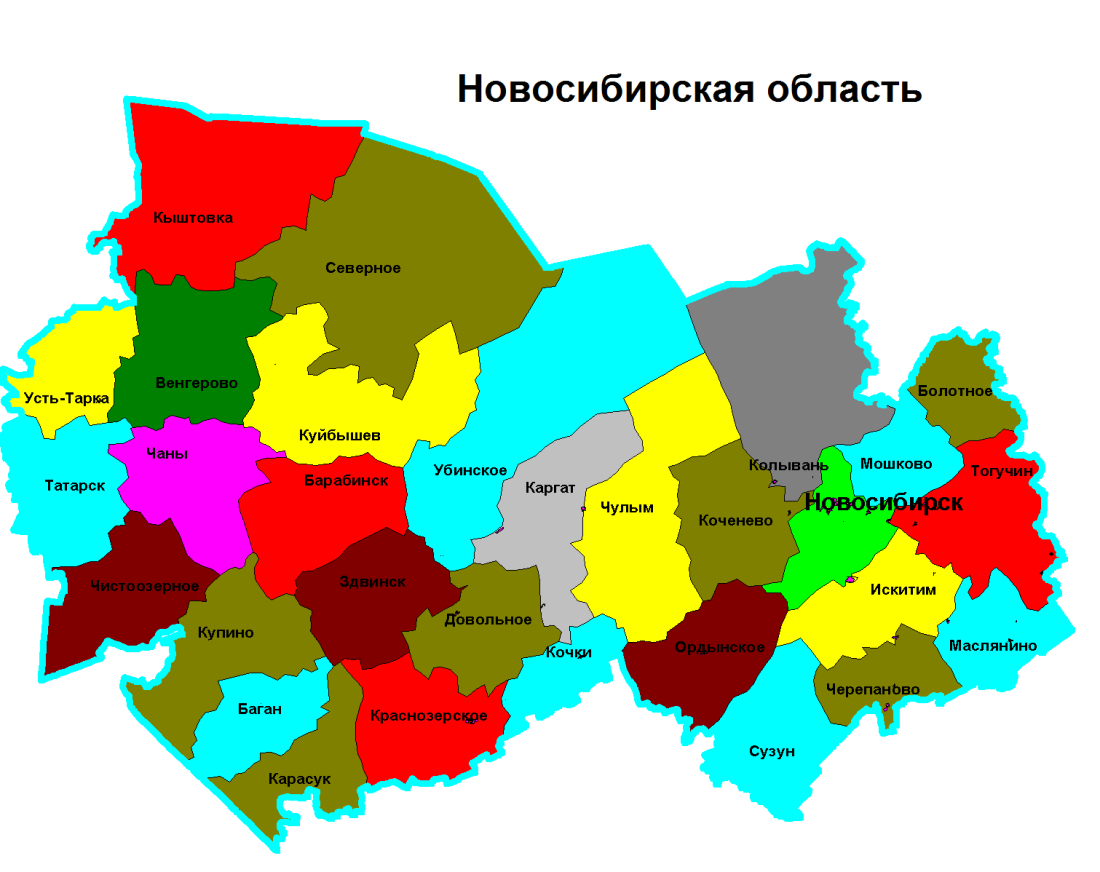 Новосибирская область
Кыштовка
Северное
Венгерово
Болотное
Усть-Тарка
Куйбышев
Чаны
Мошково
Колывань
Убинское
Тогучин
Барабинск
Татарск
Каргат
Новосибирск
Чулым
Коченево
Здвинск
Чистоозерное
Искитим
Довольное
Купино
Маслянино
Ордынское
Кочки
Черепаново
Баган
Краснозерское
Сузун
Карасук